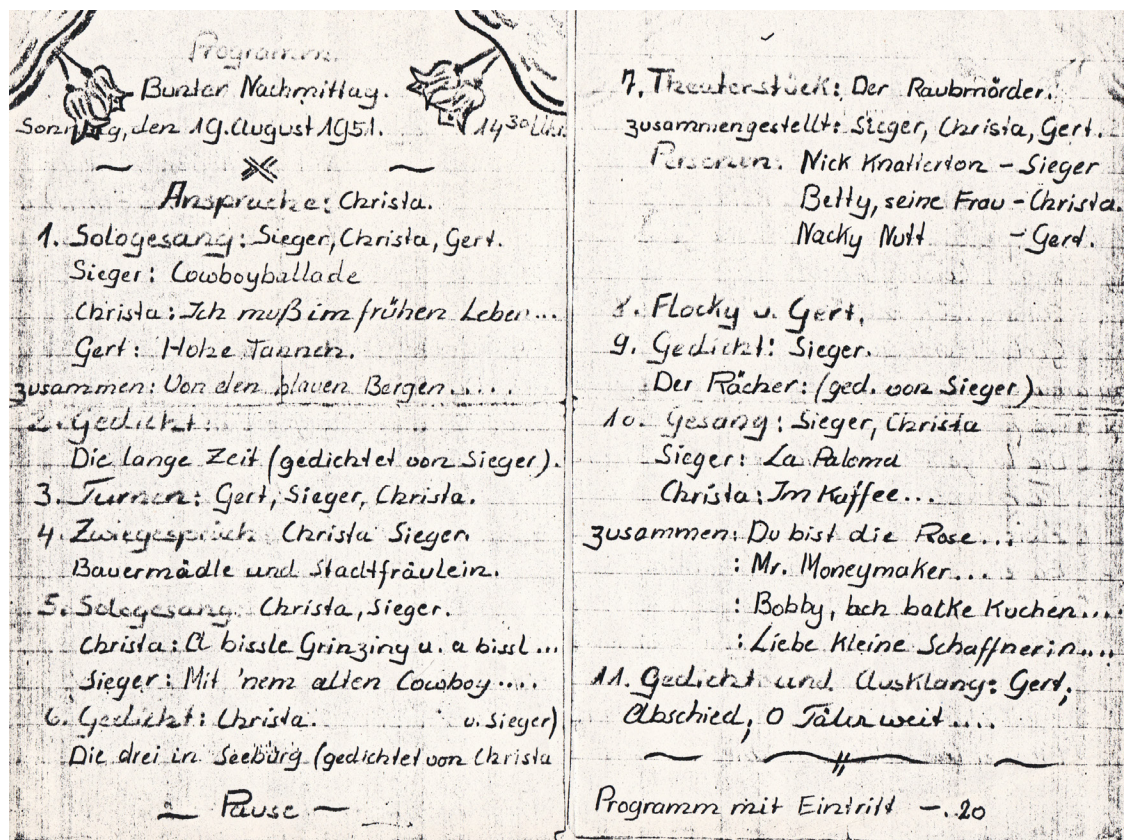 Programm.
Bunter Nachmittag.
Sonntag, den 19. August 1951. 14 30 Uhr.
Ansprache: Christa.
1. Sologesang: Sieger, Christa, Gert.
Sieger: Cowboyballade
Christa: Ich muß im frühen Leben...
Gert: Hohe Tannen.
zusammen: Von den blauen Bergen.....
2. Gedicht:
Die lange Zeit (gedichtet von Sieger).
3. Turnen: Gert, Sieger, Christa.
4. Zwiegespräch Christa Sieger.
Bauermädle und Stadtfräulein.
5. Sologesang: Christa, Sieger.
Christa: A bissle Grinzing u. a bissl...
Sieger: Mit 'nem alten Cowboy....
6. Gedicht: Christa. u. Sieger)
Die drei in Seeburg (gedichtet von Christa
— Pause —
7. Theaterstück: Der Raubmörder.
zusammengestellt: Sieger, Christa, Gert.
Personen: Nick Knatterton - Sieger
Betty, seine Frau - Christa.
Nacky Nutt - Gert.
8. Flocky u. Gert.
9. Gedicht: Sieger.
Der Rächer: (ged. von Sieger)
10. Gesang: Sieger, Christa
Sieger: La Paloma
Christa: Im Kaffee...
zusammen: Du bist die Rose...
: Mr. Moneymaker...
: Bobby, bch backe Kuchen....
: Liebe kleine Schaffnerin....
11. Gedicht und Ausklang: Gert,
Abschied, O Täler weit....
Programm mit Eintritt —.20